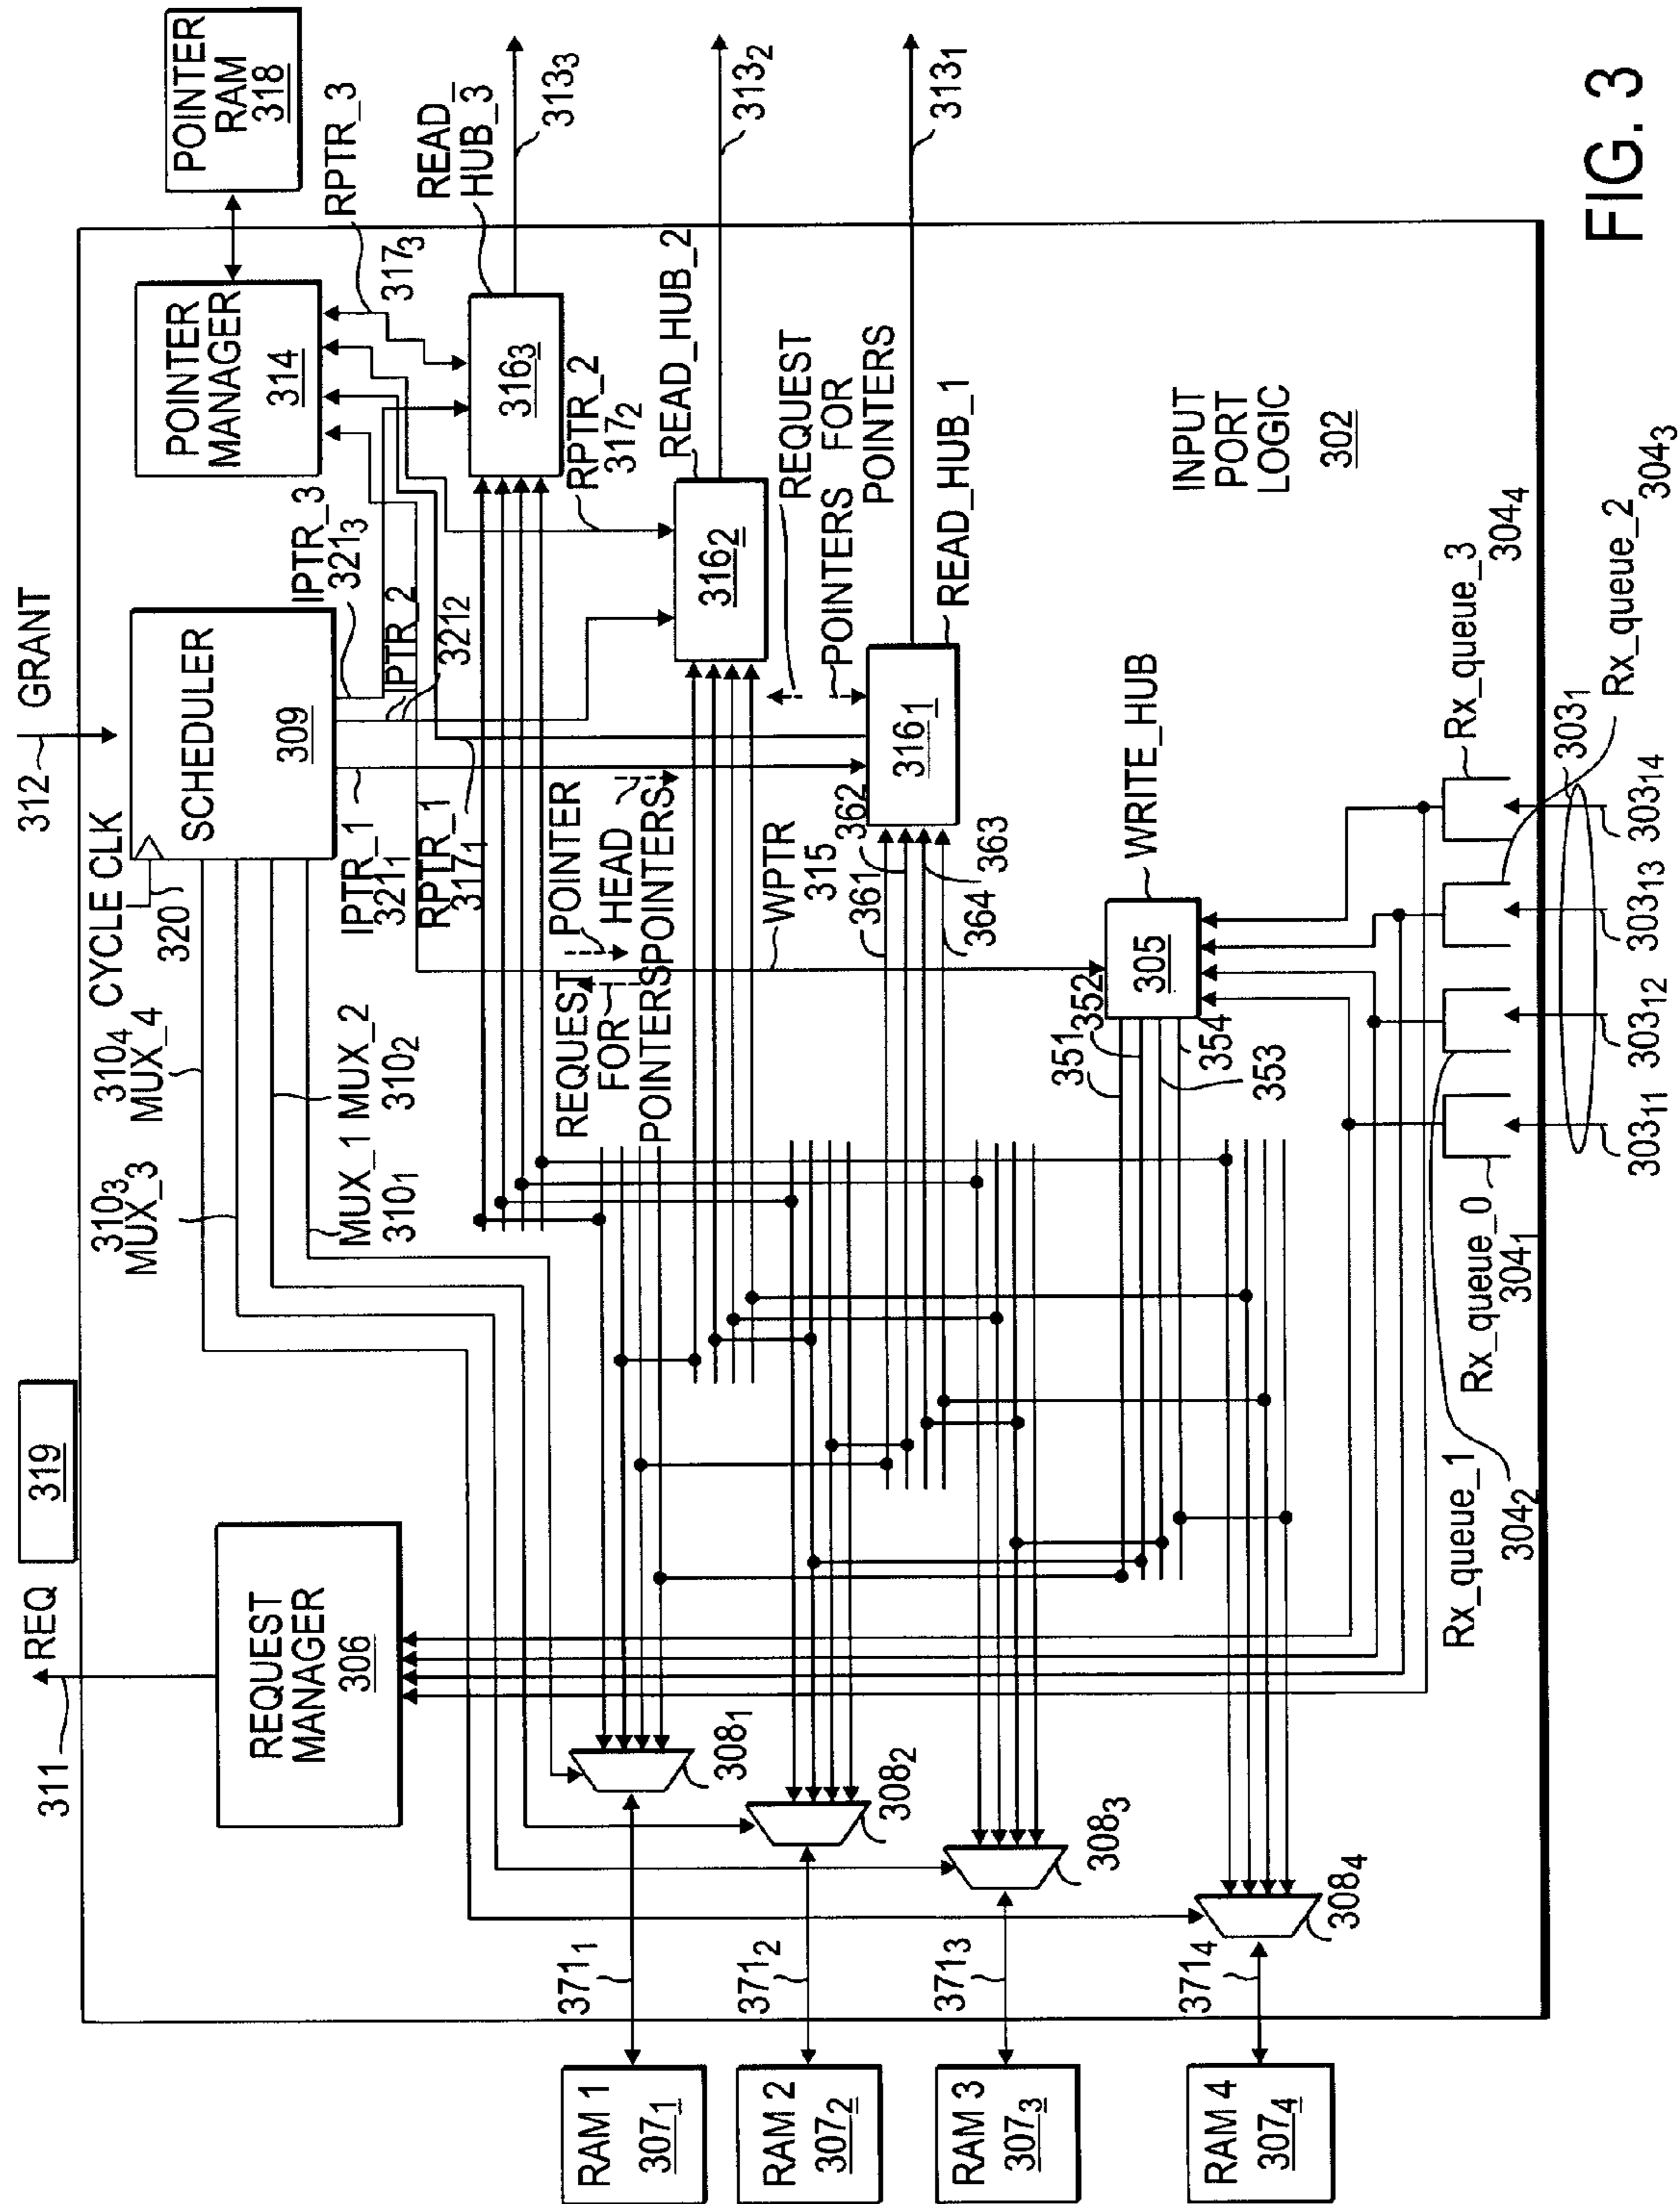 311
REQ
319
REQUEST
MANAGER
306
312
GRANT
CYCLE CLK
320
SCHEDULER
309
POINTER
MANAGER
314
POINTER
RAM
318
310₃
MUX_3
310₄
MUX_4
MUX_1
310₁
MUX_2
310₂
IPTR_1
321₁
RPTR_1
317₁
IPTR_2
321₂
IPTR_3
321₃
RPTR_3
317₃
READ
HUB_3
316₃
313₃
RPTR_2
317₂
READ_HUB_2
316₂
313₂
REQUEST
FOR
POINTERS
POINTER
HEAD
POINTERS
REQUEST
FOR
POINTERS
POINTERS
READ_HUB_1
316₁
313₁
WPTR
315
361
362
363
364
WRITE_HUB
305
351
352
353
354
RAM 1
307₁
371₁
308₁
RAM 2
307₂
371₂
308₂
RAM 3
307₃
371₃
308₃
RAM 4
307₄
371₄
308₄
INPUT
PORT
LOGIC
302
Rx_queue_0
304₁
Rx_queue_1
304₂
Rx_queue_2
304₃
Rx_queue_3
304₄
303₁
303₁₁
303₁₂
303₁₃
303₁₄
FIG. 3